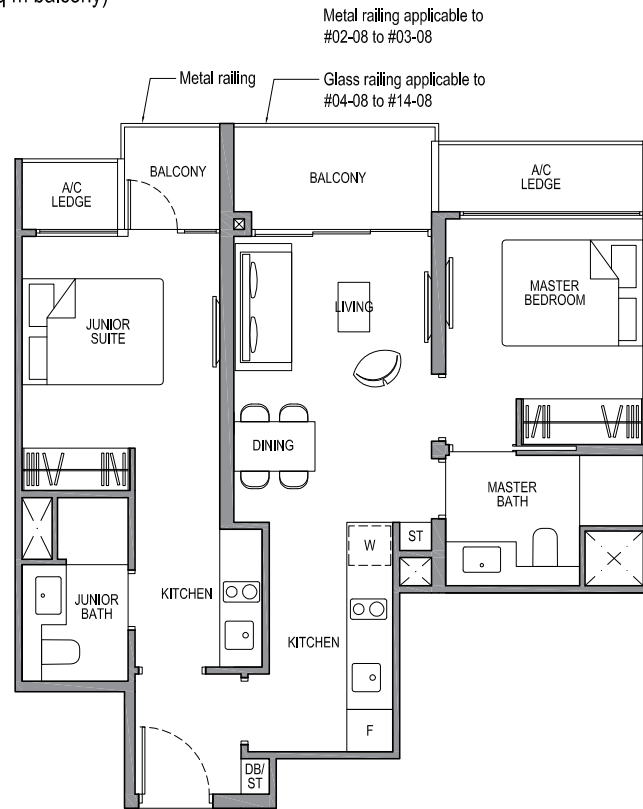 sq m balcony)
Metal railing applicable to
#02-08 to #03-08
Metal railing
Glass railing applicable to
#04-08 to #14-08
A/C
LEDGE
BALCONY
BALCONY
A/C
LEDGE
JUNIOR
SUITE
LIVING
MASTER
BEDROOM
DINING
MASTER
BATH
W
ST
JUNIOR
BATH
KITCHEN
KITCHEN
F
DB/
ST